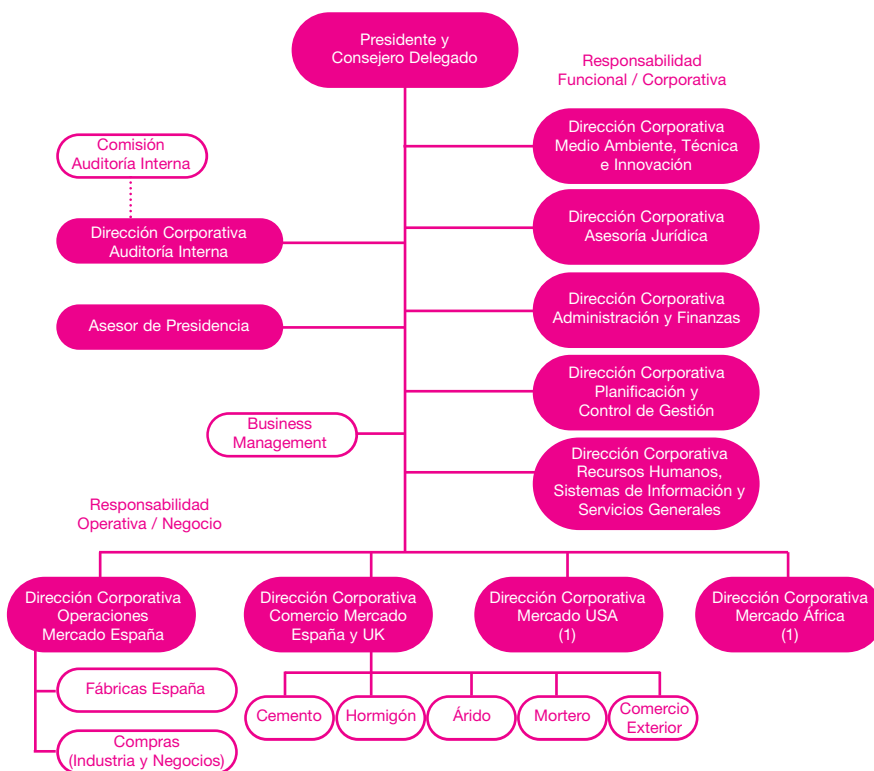 Presidente y
Consejero Delegado
Responsabilidad
Funcional / Corporativa
Dirección Corporativa
Medio Ambiente, Técnica
e Innovación
Comisión
Auditoría Interna
Dirección Corporativa
Asesoría Jurídica
Dirección Corporativa
Auditoría Interna
Dirección Corporativa
Administración y Finanzas
Asesor de Presidencia
Dirección Corporativa
Planificación y
Control de Gestión
Business
Management
Dirección Corporativa
Recursos Humanos,
Sistemas de Información y
Servicios Generales
Responsabilidad
Operativa / Negocio
Dirección Corporativa
Operaciones
Mercado España
Dirección Corporativa
Comercio Mercado
España y UK
Dirección Corporativa
Mercado USA
(1)
Dirección Corporativa
Mercado África
(1)
Fábricas España
Compras
(Industria y Negocios)
Cemento
Hormigón
Árido
Mortero
Comercio
Exterior